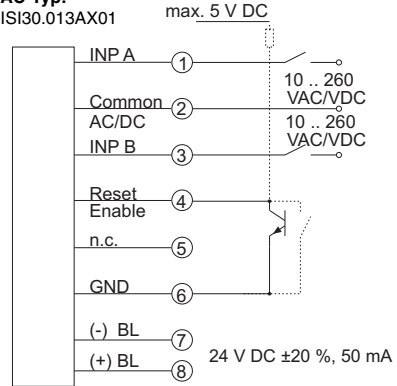 AC Typ:
ISI30.013AX01
max. 5 V DC
INP A
1
10 .. 260
VAC/VDC
Common
AC/DC
2
10 .. 260
VAC/VDC
INP B
3
Reset
Enable
4
n.c.
5
GND
6
(-) BL
7
(+) BL
8
24 V DC ±20 %, 50 mA